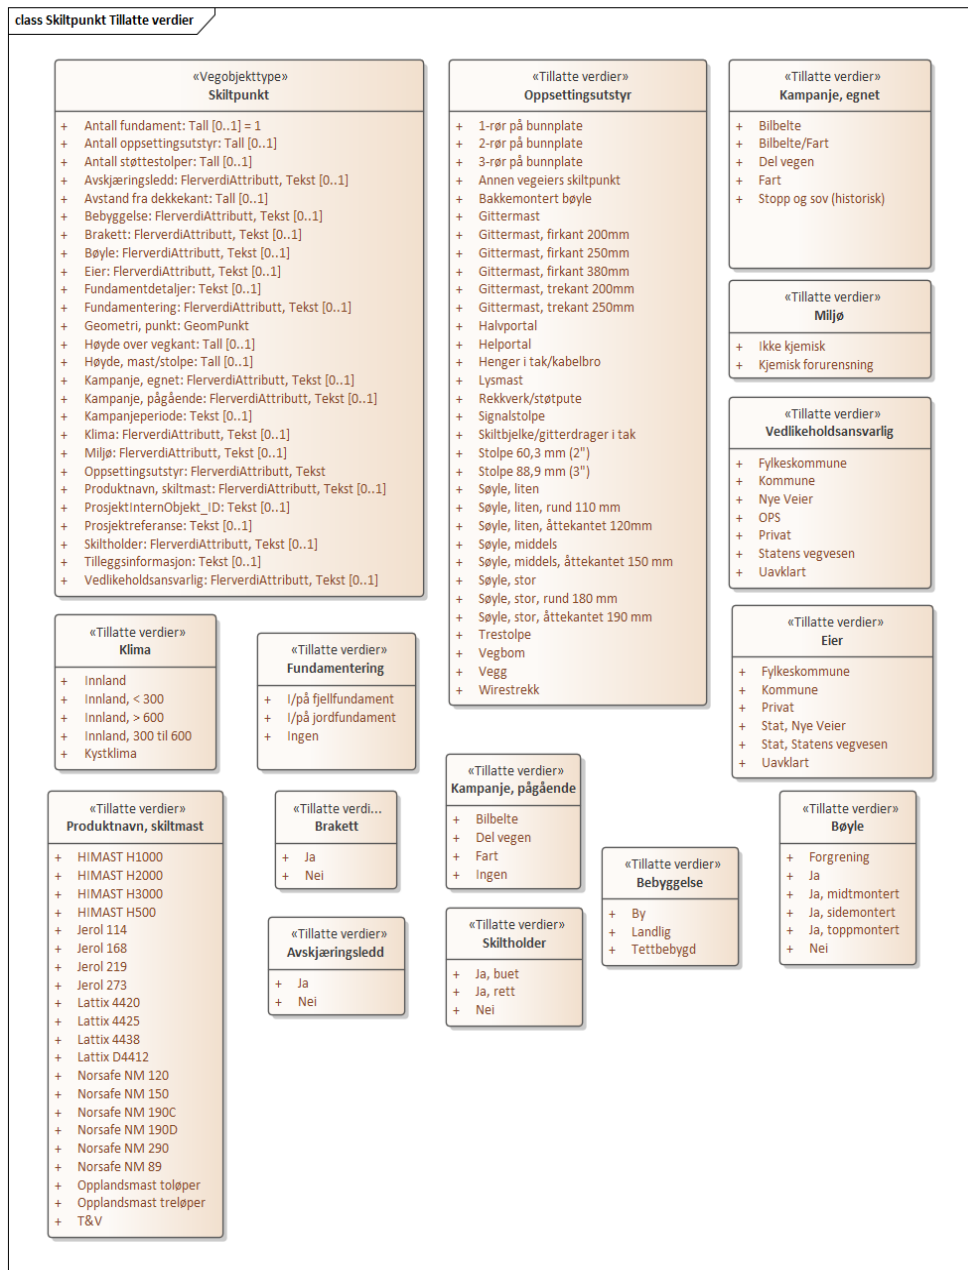 class Skiltpunkt Tillatte verdier
«Vegobjekttype»
Skiltpunkt
+ Antall fundament: Tall [0..1] = 1
+ Antall oppsettingsutstyr: Tall [0..1]
+ Antall støttestolper: Tall [0..1]
+ Avskjæringsledd: FlerverdiAttributt, Tekst [0..1]
+ Avstand fra dekkekant: Tall [0..1]
+ Bebyggelse: FlerverdiAttributt, Tekst [0..1]
+ Brakett: FlerverdiAttributt, Tekst [0..1]
+ Bøyle: FlerverdiAttributt, Tekst [0..1]
+ Eier: FlerverdiAttributt, Tekst [0..1]
+ Fundamentdetaljer: Tekst [0..1]
+ Fundamentering: FlerverdiAttributt, Tekst [0..1]
+ Geometri, punkt: GeomPunkt
+ Høyde over vegkant: Tall [0..1]
+ Høyde, mast/stolpe: Tall [0..1]
+ Kampanje, egnet: FlerverdiAttributt, Tekst [0..1]
+ Kampanje, pågående: FlerverdiAttributt, Tekst [0..1]
+ Kampanjeperiode: Tekst [0..1]
+ Klima: FlerverdiAttributt, Tekst [0..1]
+ Miljø: FlerverdiAttributt, Tekst [0..1]
+ Oppsettingsutstyr: FlerverdiAttributt, Tekst
+ Produktnavn, skiltmast: FlerverdiAttributt, Tekst [0..1]
+ ProsjektInternObjekt_ID: Tekst [0..1]
+ Prosjektreferanse: Tekst [0..1]
+ Skiltholder: FlerverdiAttributt, Tekst [0..1]
+ Tilleggsinformasjon: Tekst [0..1]
+ Vedlikeholdsansvarlig: FlerverdiAttributt, Tekst [0..1]
«Tillatte verdier»
Oppsettingsutstyr
+ 1-rør på bunnplate
+ 2-rør på bunnplate
+ 3-rør på bunnplate
+ Annen vegeiers skiltpunkt
+ Bakkemontert bøyle
+ Gittermast
+ Gittermast, firkant 200mm
+ Gittermast, firkant 250mm
+ Gittermast, firkant 380mm
+ Gittermast, trekant 200mm
+ Gittermast, trekant 250mm
+ Halvportal
+ Helportal
+ Henger i tak/kabelbro
+ Lysmast
+ Rekkverk/støtpute
+ Signalstolpe
+ Skiltbjelke/gitterdrager i tak
+ Stolpe 60,3 mm (2")
+ Stolpe 88,9 mm (3")
+ Søyle, liten
+ Søyle, liten, rund 110 mm
+ Søyle, liten, åttekantet 120mm
+ Søyle, middels
+ Søyle, middels, åttekantet 150 mm
+ Søyle, stor
+ Søyle, stor, rund 180 mm
+ Søyle, stor, åttekantet 190 mm
+ Trestolpe
+ Vegbom
+ Vegg
+ Wirestrekk
«Tillatte verdier»
Kampanje, egnet
+ Bilbelte
+ Bilbelte/Fart
+ Del vegen
+ Fart
+ Stopp og sov (historisk)
«Tillatte verdier»
Miljø
+ Ikke kjemisk
+ Kjemisk forurensning
«Tillatte verdier»
Vedlikeholdsansvarlig
+ Fylkeskommune
+ Kommune
+ Nye Veier
+ OPS
+ Privat
+ Statens vegvesen
+ Uavklart
«Tillatte verdier»
Klima
+ Innland
+ Innland, < 300
+ Innland, > 600
+ Innland, 300 til 600
+ Kystklima
«Tillatte verdier»
Fundamentering
+ I/på fjellfundament
+ I/på jordfundament
+ Ingen
«Tillatte verdier»
Eier
+ Fylkeskommune
+ Kommune
+ Privat
+ Stat, Nye Veier
+ Stat, Statens vegvesen
+ Uavklart
«Tillatte verdier»
Produktnavn, skiltmast
+ HIMAST H1000
+ HIMAST H2000
+ HIMAST H3000
+ HIMAST H500
+ Jerol 114
+ Jerol 168
+ Jerol 219
+ Jerol 273
+ Lattix 4420
+ Lattix 4425
+ Lattix 4438
+ Lattix D4412
+ Norsafe NM 120
+ Norsafe NM 150
+ Norsafe NM 190C
+ Norsafe NM 190D
+ Norsafe NM 290
+ Norsafe NM 89
+ Opplandsmast toløper
+ Opplandsmast treløper
+ T&V
«Tillatte verdi...
Brakett
+ Ja
+ Nei
«Tillatte verdier»
Avskjæringsledd
+ Ja
+ Nei
«Tillatte verdier»
Kampanje, pågående
+ Bilbelte
+ Del vegen
+ Fart
+ Ingen
«Tillatte verdier»
Skiltholder
+ Ja, buet
+ Ja, rett
+ Nei
«Tillatte verdier»
Bebyggelse
+ By
+ Landlig
+ Tettbebygd
«Tillatte verdier»
Bøyle
+ Forgrening
+ Ja
+ Ja, midtmontert
+ Ja, sidemontert
+ Ja, toppmontert
+ Nei